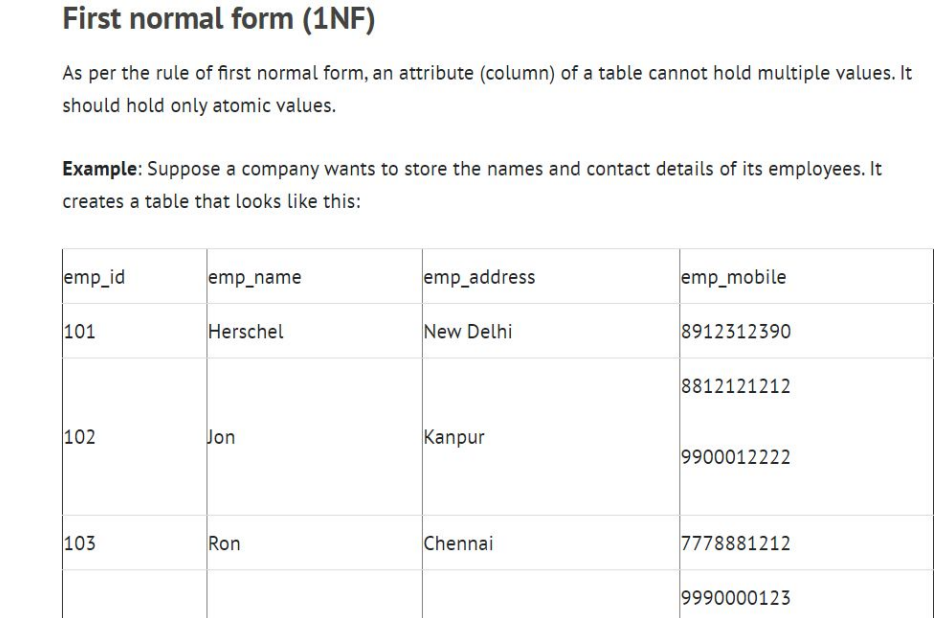 First normal form (1NF)
As per the rule of first normal form, an attribute (column) of a table cannot hold multiple values. It
should hold only atomic values.
Example: Suppose a company wants to store the names and contact details of its employees. It
creates a table that looks like this:
emp_id emp_name emp_address emp_mobile
101 Herschel New Delhi 8912312390
8812121212
102 Jon Kanpur
9900012222
103 Ron Chennai 7778881212
9990000123